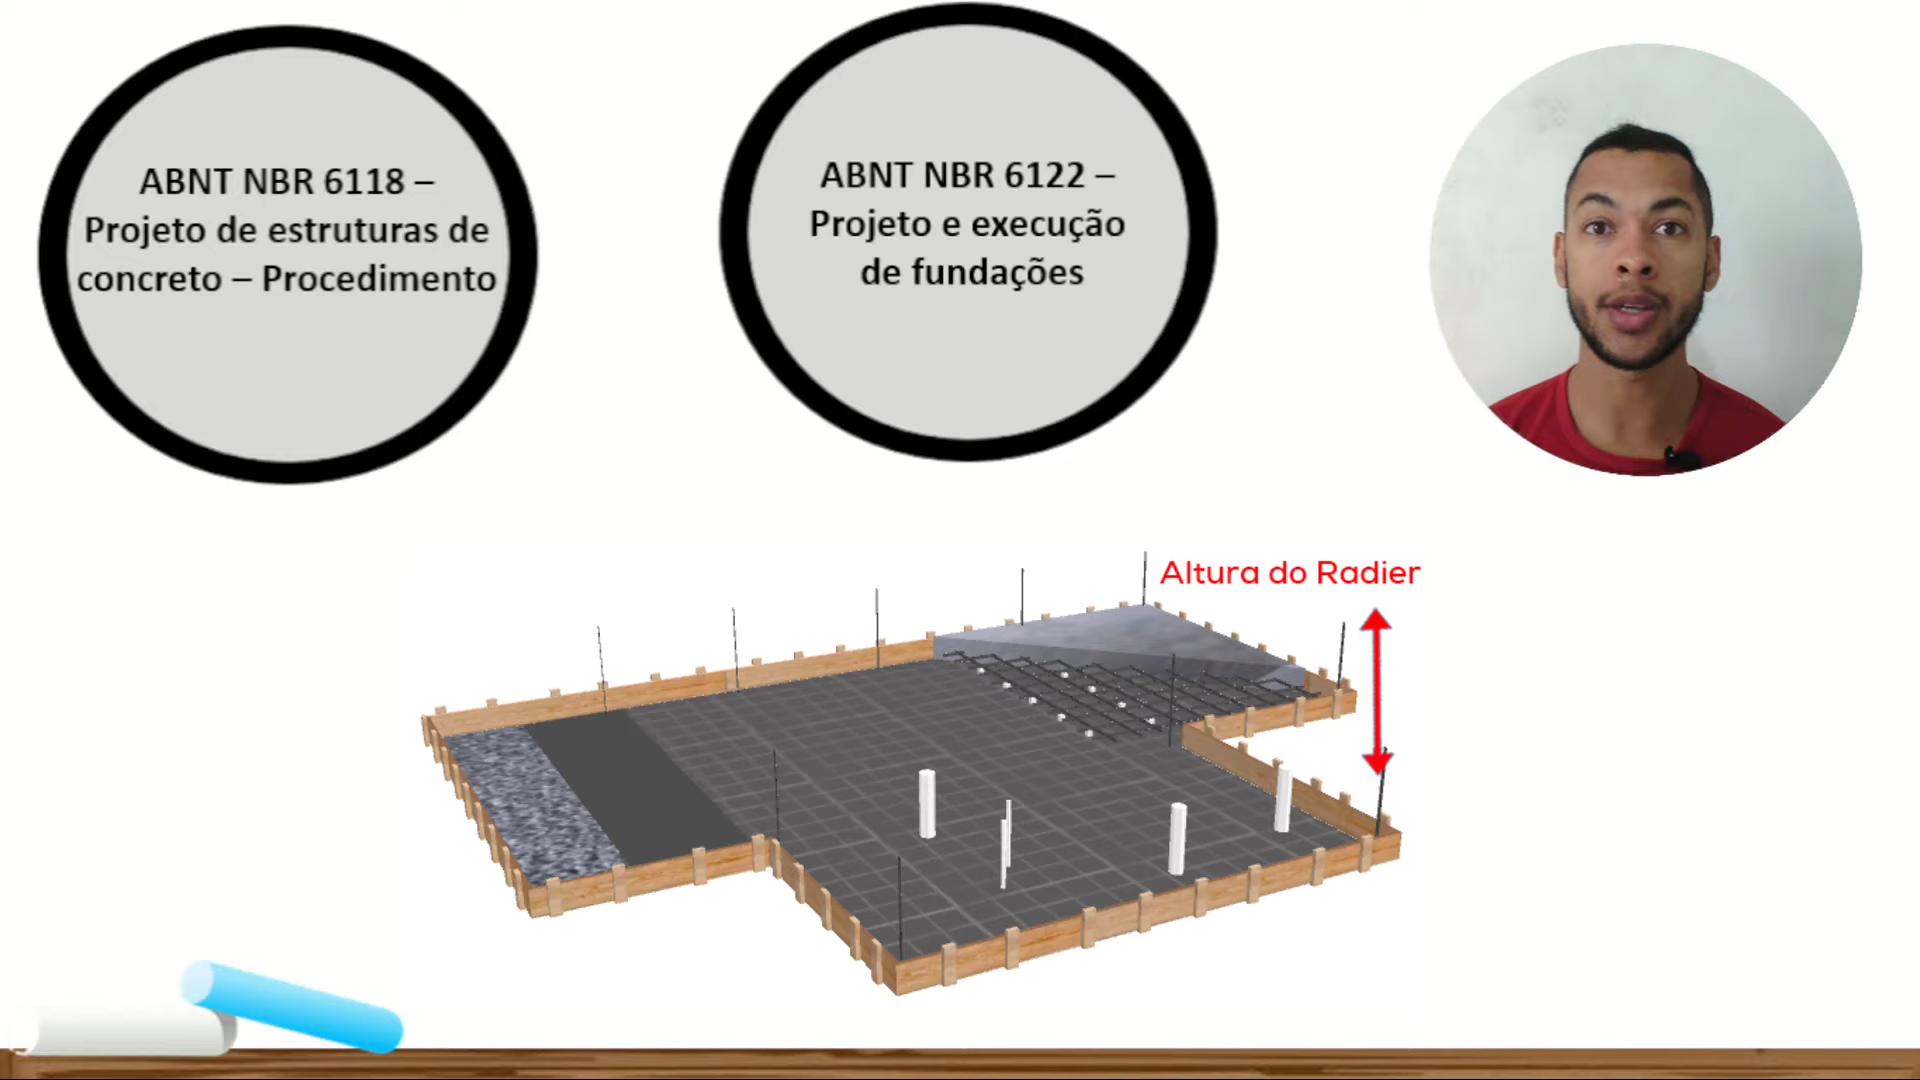 ABNT NBR 6118 –
Projeto de estruturas de
concreto – Procedimento
ABNT NBR 6122 –
Projeto e execução
de fundações
Altura do Radier